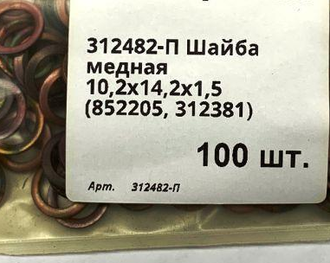 312482-П Шайба
медная
10,2х14,2х1,5
(852205, 312381)
100 шт.
Арт. 312482-П